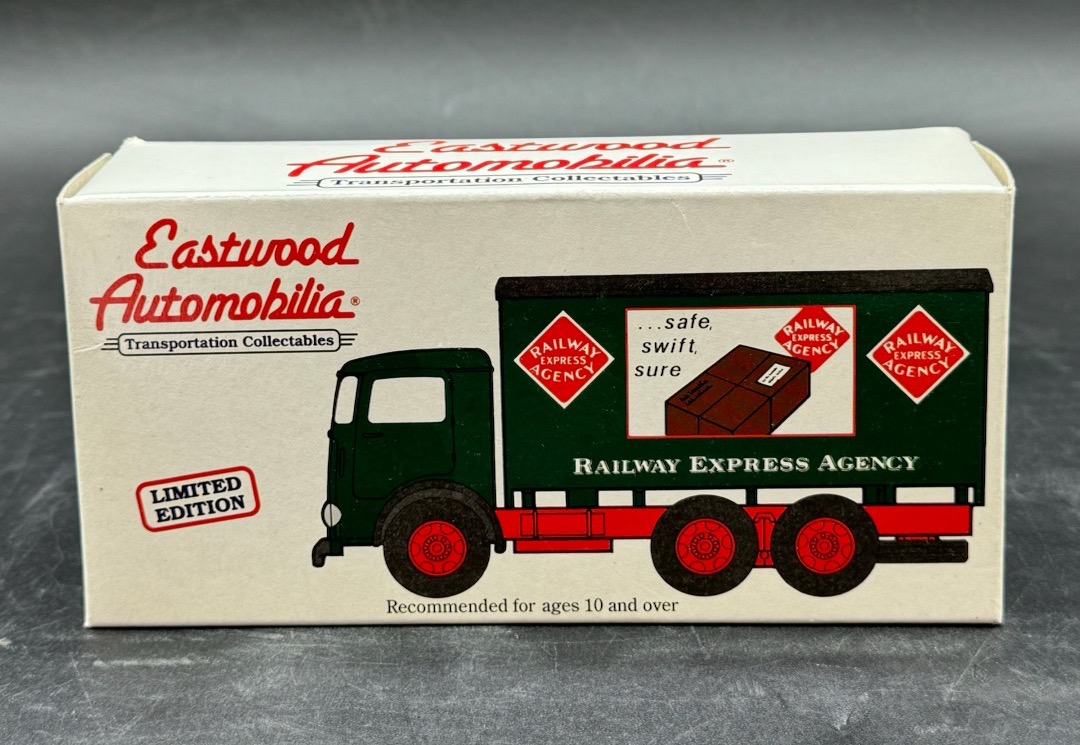 Eastwood
Automobilia®
Transportation Collectables
Eastwood
Automobilia®
Transportation Collectables
LIMITED
EDITION
RAILWAY
EXPRESS
AGENCY
...safe,
swift,
sure
RAILWAY
EXPRESS
AGENCY
RAILWAY
EXPRESS
AGENCY
RAILWAY EXPRESS AGENCY
Recommended for ages 10 and over